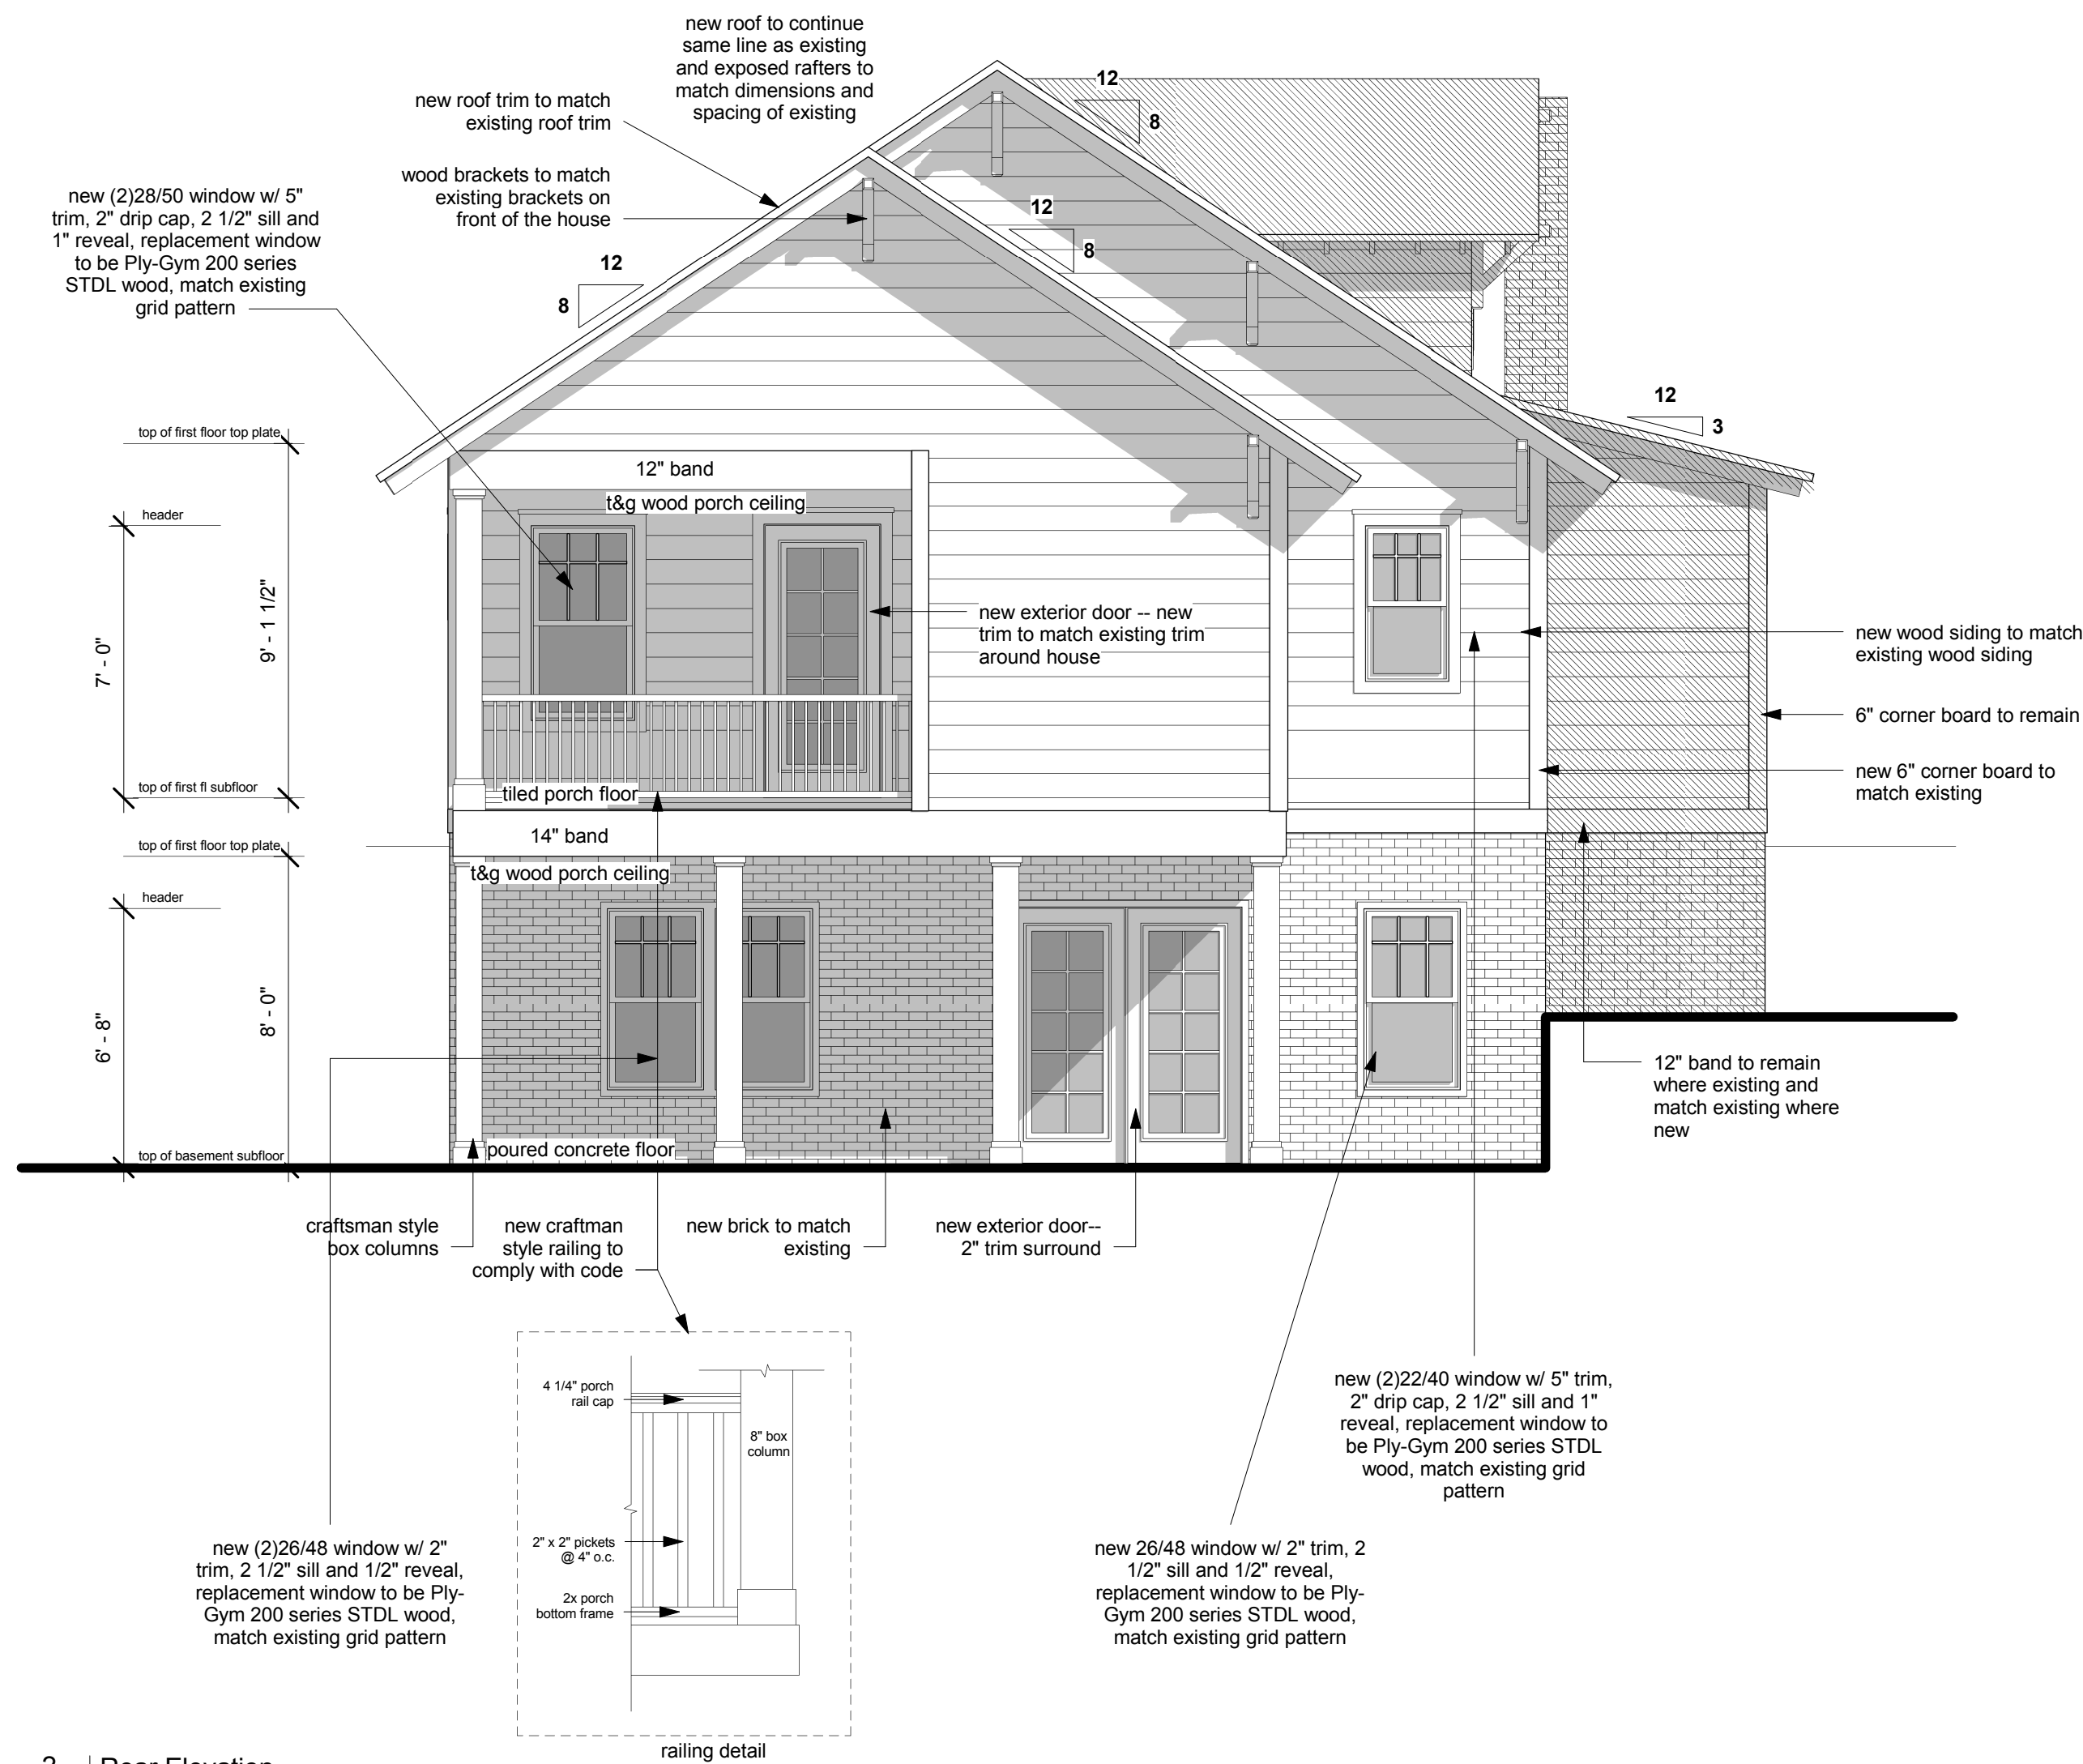 new roof to continue
same line as existing
and exposed rafters to
match dimensions and
spacing of existing
new roof trim to match
existing roof trim
wood brackets to match
existing brackets on
front of the house
new (2)28/50 window w/ 5"
trim, 2" drip cap, 2 1/2" sill and
1" reveal, replacement window
to be Ply-Gym 200 series
STDL wood, match existing
grid pattern
12
8
12
8
12
8
12
3
top of first floor top plate
header
7' - 0"
9' - 1 1/2"
top of first fl subfloor
12" band
t&g wood porch ceiling
new exterior door -- new
trim to match existing trim
around house
tiled porch floor
14" band
new wood siding to match
existing wood siding
6" corner board to remain
new 6" corner board to
match existing
top of first floor top plate
header
6' - 8"
8' - 0"
top of basement subfloor
t&g wood porch ceiling
poured concrete floor
12" band to remain
where existing and
match existing where
new
craftsman style
box columns
new craftman
style railing to
comply with code
new brick to match
existing
new exterior door--
2" trim surround
4 1/4" porch
rail cap
8" box
column
2" x 2" pickets
@ 4" o.c.
2x porch
bottom frame
railing detail
new (2)22/40 window w/ 5" trim,
2" drip cap, 2 1/2" sill and 1"
reveal, replacement window to
be Ply-Gym 200 series STDL
wood, match existing grid
pattern
new (2)26/48 window w/ 2"
trim, 2 1/2" sill and 1/2" reveal,
replacement window to be Ply-
Gym 200 series STDL wood,
match existing grid pattern
new 26/48 window w/ 2" trim, 2
1/2" sill and 1/2" reveal,
replacement window to be Ply-
Gym 200 series STDL wood,
match existing grid pattern
Rear Elevation